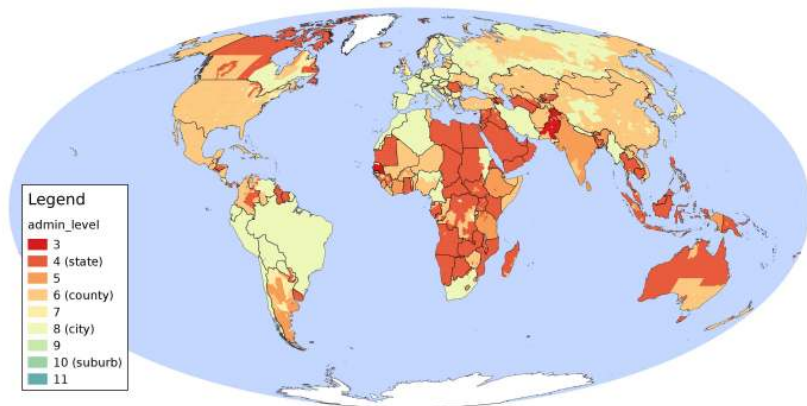 Legend
admin_level
3
4 (state)
5
6 (county)
7
8 (city)
9
10 (suburb)
11